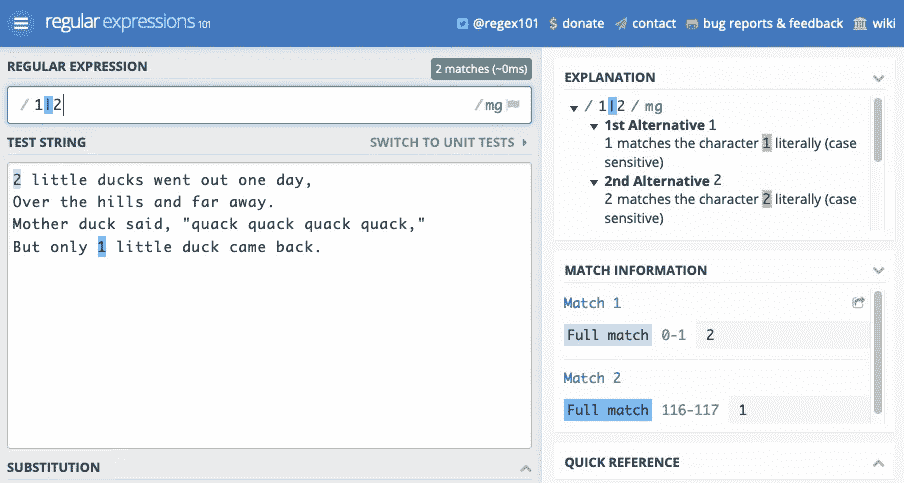 regular expressions 101
@regex101 $ donate contact bug reports & feedback wiki
REGULAR EXPRESSION
2 matches (~0ms)
/ 1|2 / mg
TEST STRING
SWITCH TO UNIT TESTS
2 little ducks went out one day,
Over the hills and far away.
Mother duck said, "quack quack quack quack,"
But only 1 little duck came back.
SUBSTITUTION
EXPLANATION
/ 1|2 / mg
1st Alternative 1
1 matches the character 1 literally (case
sensitive)
2nd Alternative 2
2 matches the character 2 literally (case
sensitive)
MATCH INFORMATION
Match 1
Full match 0-1 2
Match 2
Full match 116-117 1
QUICK REFERENCE